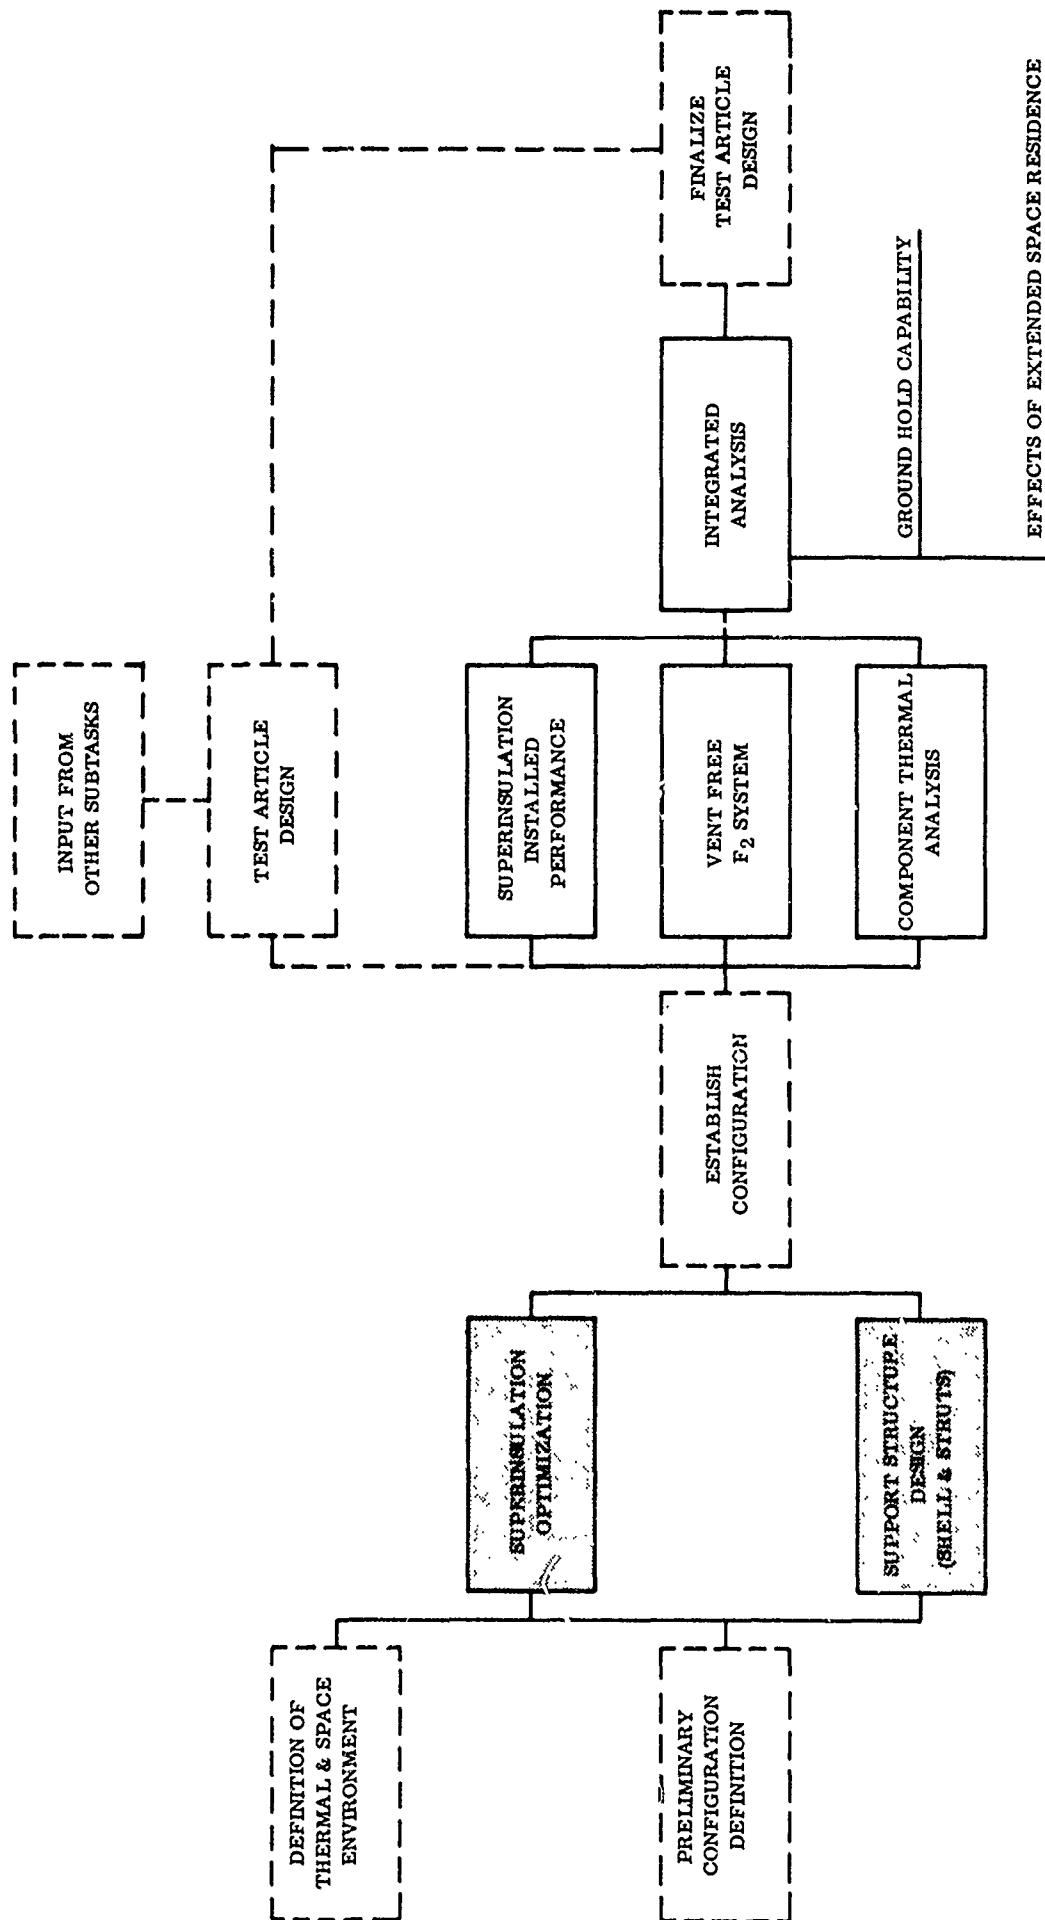 DEFINITION OF
THERMAL & SPACE
ENVIRONMENT
PRELIMINARY
CONFIGURATION
DEFINITION
SUPERINSULATION
OPTIMIZATION
SUPPORT STRUCTURE
DESIGN
(SHELL & STRUTS)
ESTABLISH
CONFIGURATION
INPUT FROM
OTHER SUBTASKS
TEST ARTICLE
DESIGN
SUPERINSULATION
INSTALLED
PERFORMANCE
VENT FREE
F2 SYSTEM
COMPONENT THERMAL
ANALYSIS
INTEGRATED
ANALYSIS
FINALIZE
TEST ARTICLE
DESIGN
GROUND HOLD CAPABILITY
EFFECTS OF EXTENDED SPACE RESIDENCE